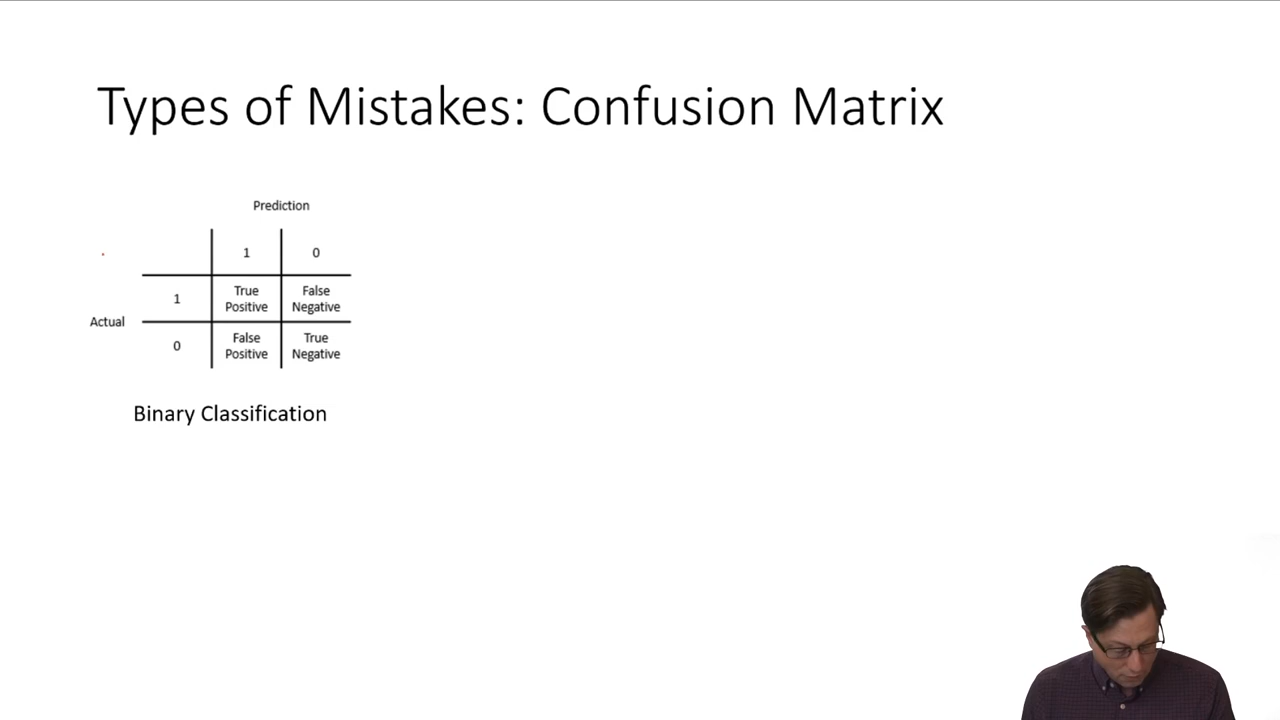 Types of Mistakes: Confusion Matrix
Prediction
1 0
1 True Positive False Negative
Actual
0 False Positive True Negative
Binary Classification